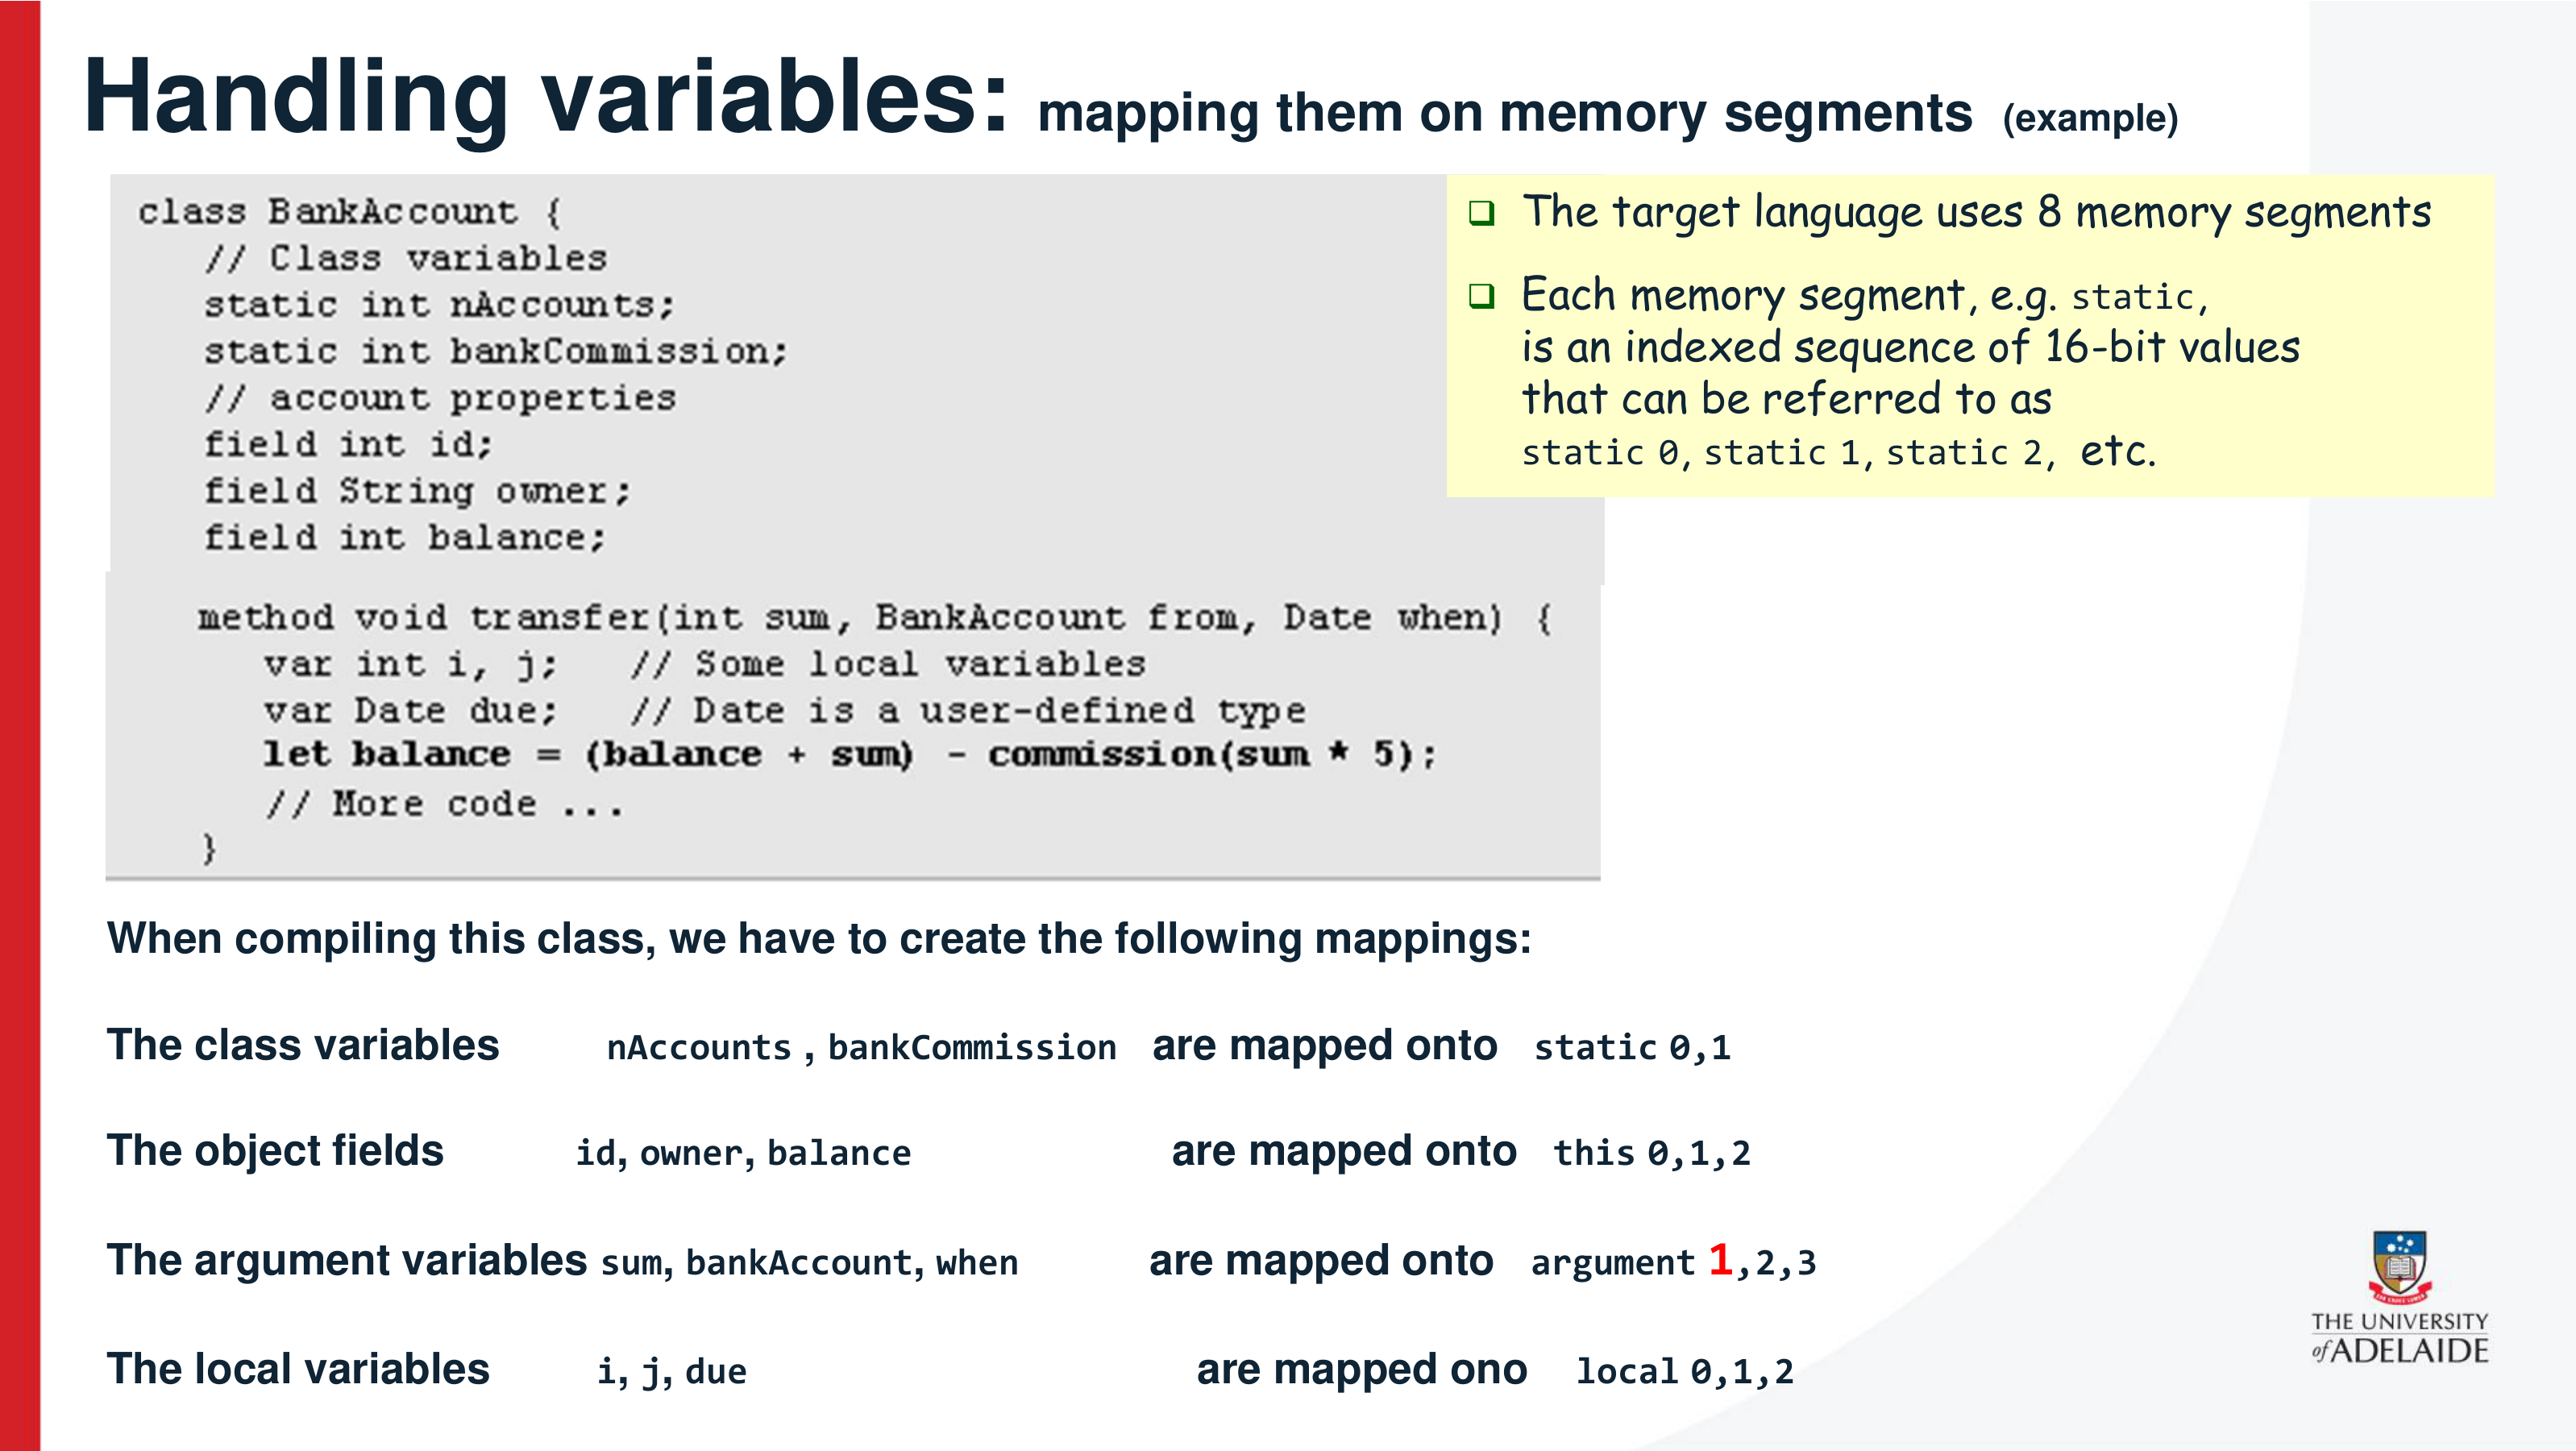 Handling variables: mapping them on memory segments (example)
class BankAccount {
// Class variables
static int nAccounts;
static int bankCommission;
// account properties
field int id;
field String owner;
field int balance;
method void transfer(int sum, BankAccount from, Date when) {
var int i, j; // Some local variables
var Date due; // Date is a user-defined type
let balance = (balance + sum) - commission(sum * 5);
// More code ...
}
❑ The target language uses 8 memory segments
❑ Each memory segment, e.g. static,
is an indexed sequence of 16-bit values
that can be referred to as
static 0, static 1, static 2, etc.
When compiling this class, we have to create the following mappings:
The class variables nAccounts , bankCommission are mapped onto static 0,1
The object fields id, owner, balance are mapped onto this 0,1,2
The argument variables sum, bankAccount, when are mapped onto argument 1,2,3
The local variables i, j, due are mapped ono local 0,1,2
THE UNIVERSITY
of ADELAIDE